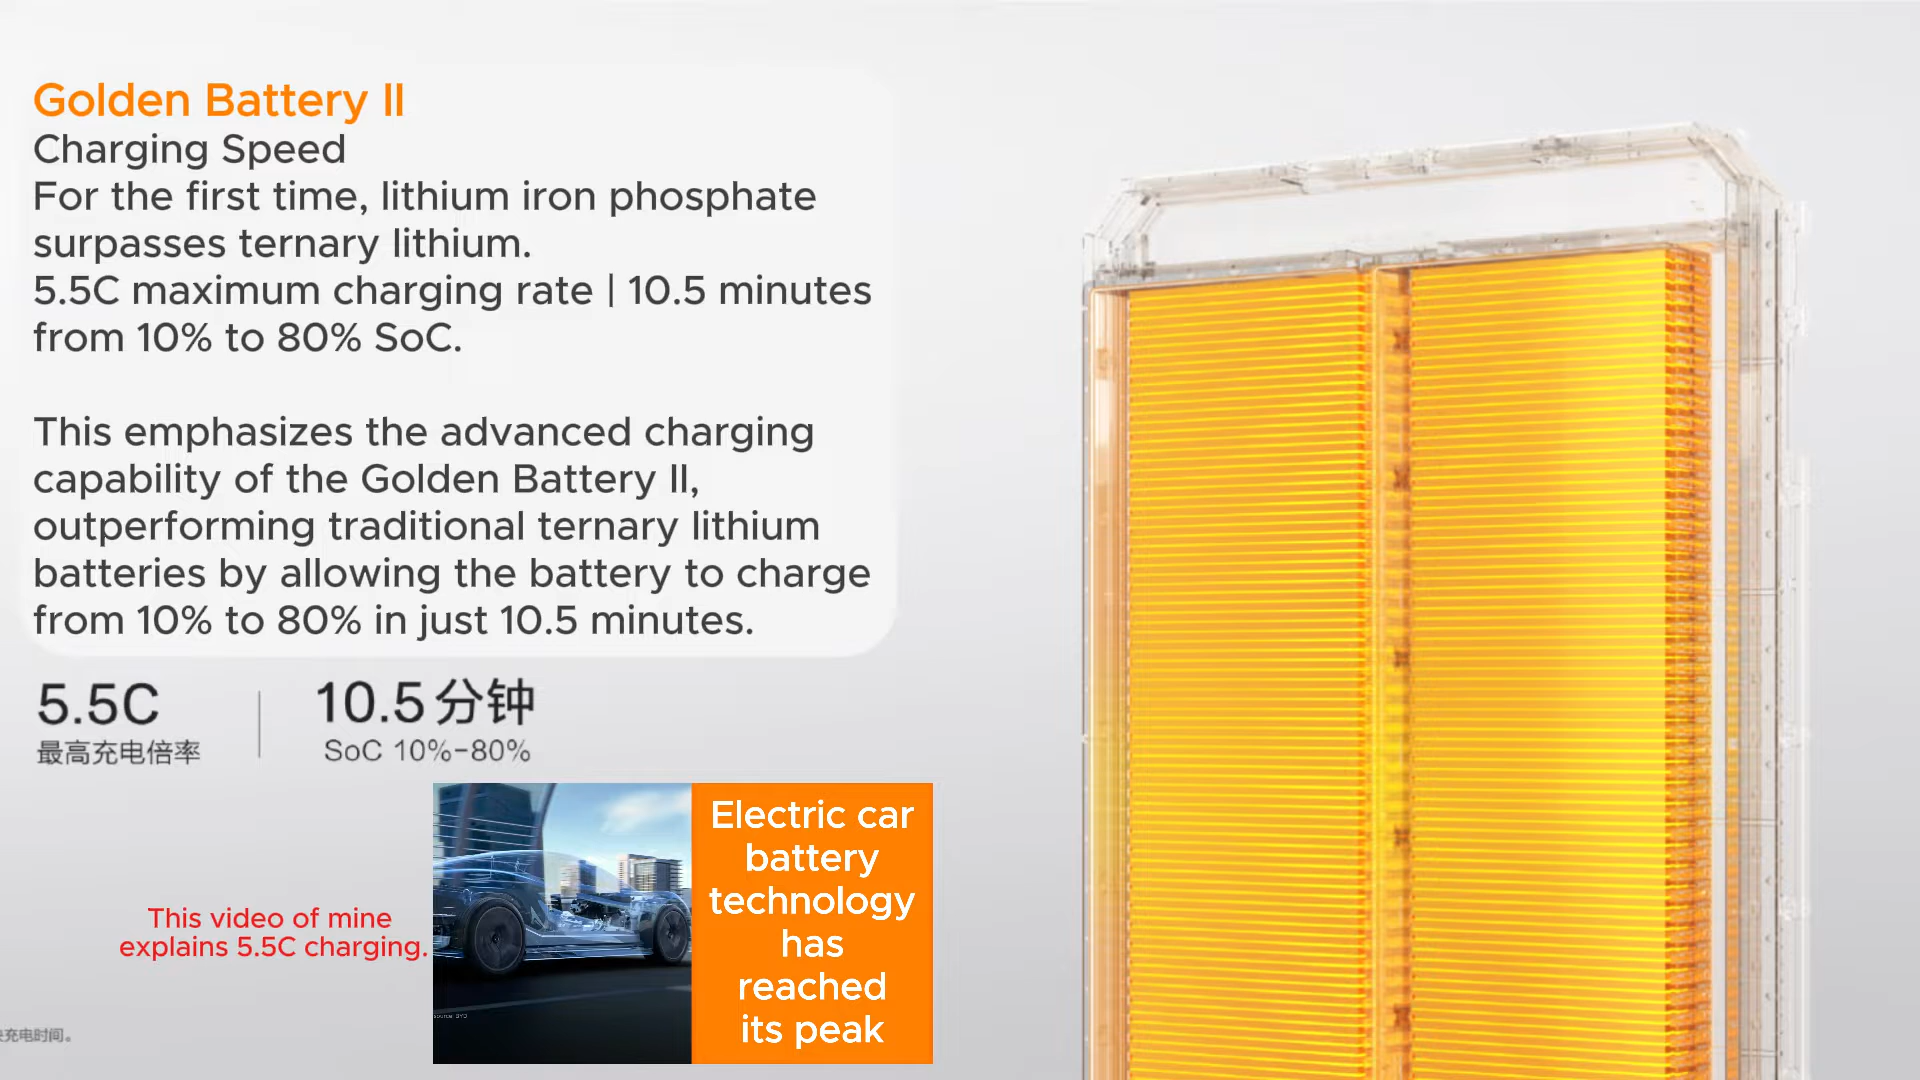 Golden Battery II
Charging Speed
For the first time, lithium iron phosphate
surpasses ternary lithium.
5.5C maximum charging rate | 10.5 minutes
from 10% to 80% SoC.
This emphasizes the advanced charging
capability of the Golden Battery II,
outperforming traditional ternary lithium
batteries by allowing the battery to charge
from 10% to 80% in just 10.5 minutes.
5.5C
10.5分钟
最高充电倍率
SoC 10%-80%
This video of mine
explains 5.5C charging.
Electric car
battery
technology
has
reached
its peak
source: BYD
充电时间。